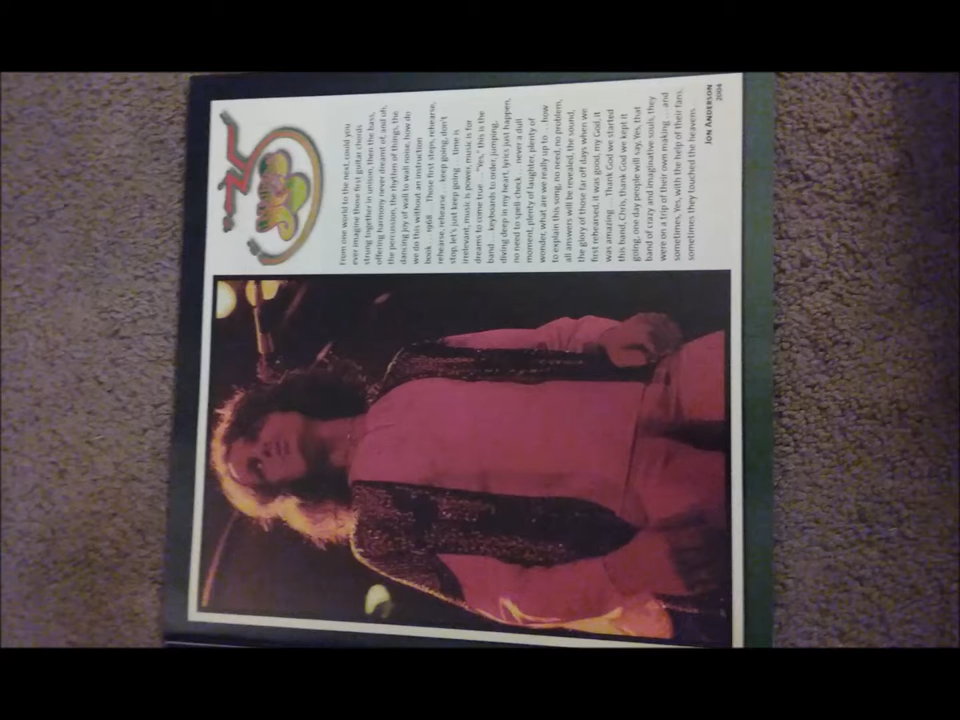 yes
From one world to the next, could you
ever imagine those first guitar chords
strung together in unison, then the bass,
offering harmony never dreamt of, and oh,
the percussion, the rhythm of things, the
dancing joy of wall to wall noise, how do
we do this without an instruction
book … 1968 … Those first steps, rehearse,
rehearse, rehearse … keep going, don't
stop, let's just keep going … time is
irrelevant, music is power, music is for
dreams to come true … "Yes," this is the
band … keyboards to order, jumping,
diving deep in my heart, lyrics just happen,
no need to spell-check … never a dull
moment, plenty of laughter, plenty of
wonder, what are we really up to … how
to explain this song, no need, no problem,
all answers will be revealed, the sound,
the glory of those far off days when we
first rehearsed, it was good, my God, it
was amazing … Thank God we started
this band, Chris, thank God we kept it
going, one day people will say, Yes, that
band of crazy and imaginative souls, they
were on a trip of their own making … and
sometimes, Yes, with the help of their fans,
sometimes they touched the heavens
JON ANDERSON
2004